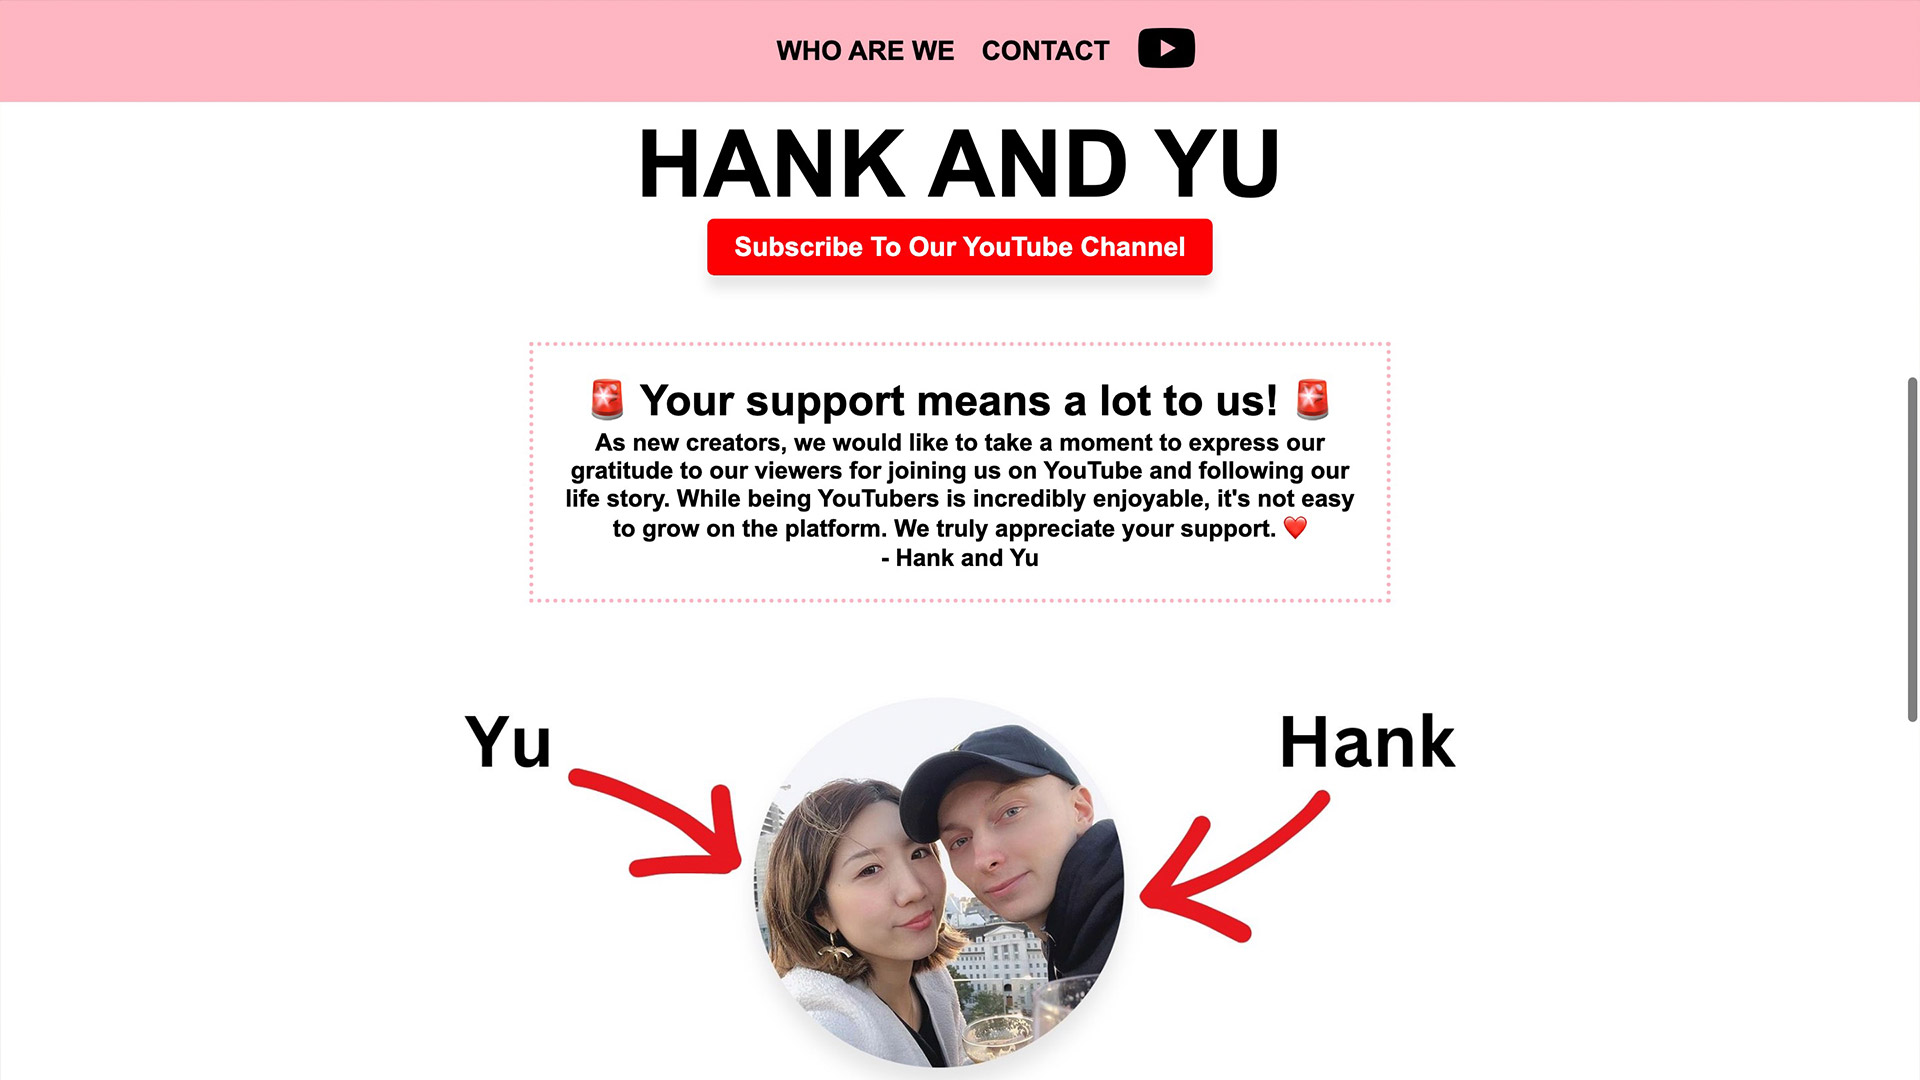 WHO ARE WE CONTACT
HANK AND YU
Subscribe To Our YouTube Channel
🚨 Your support means a lot to us! 🚨
As new creators, we would like to take a moment to express our
gratitude to our viewers for joining us on YouTube and following our
life story. While being YouTubers is incredibly enjoyable, it's not easy
to grow on the platform. We truly appreciate your support. ❤️
- Hank and Yu
Yu
Hank